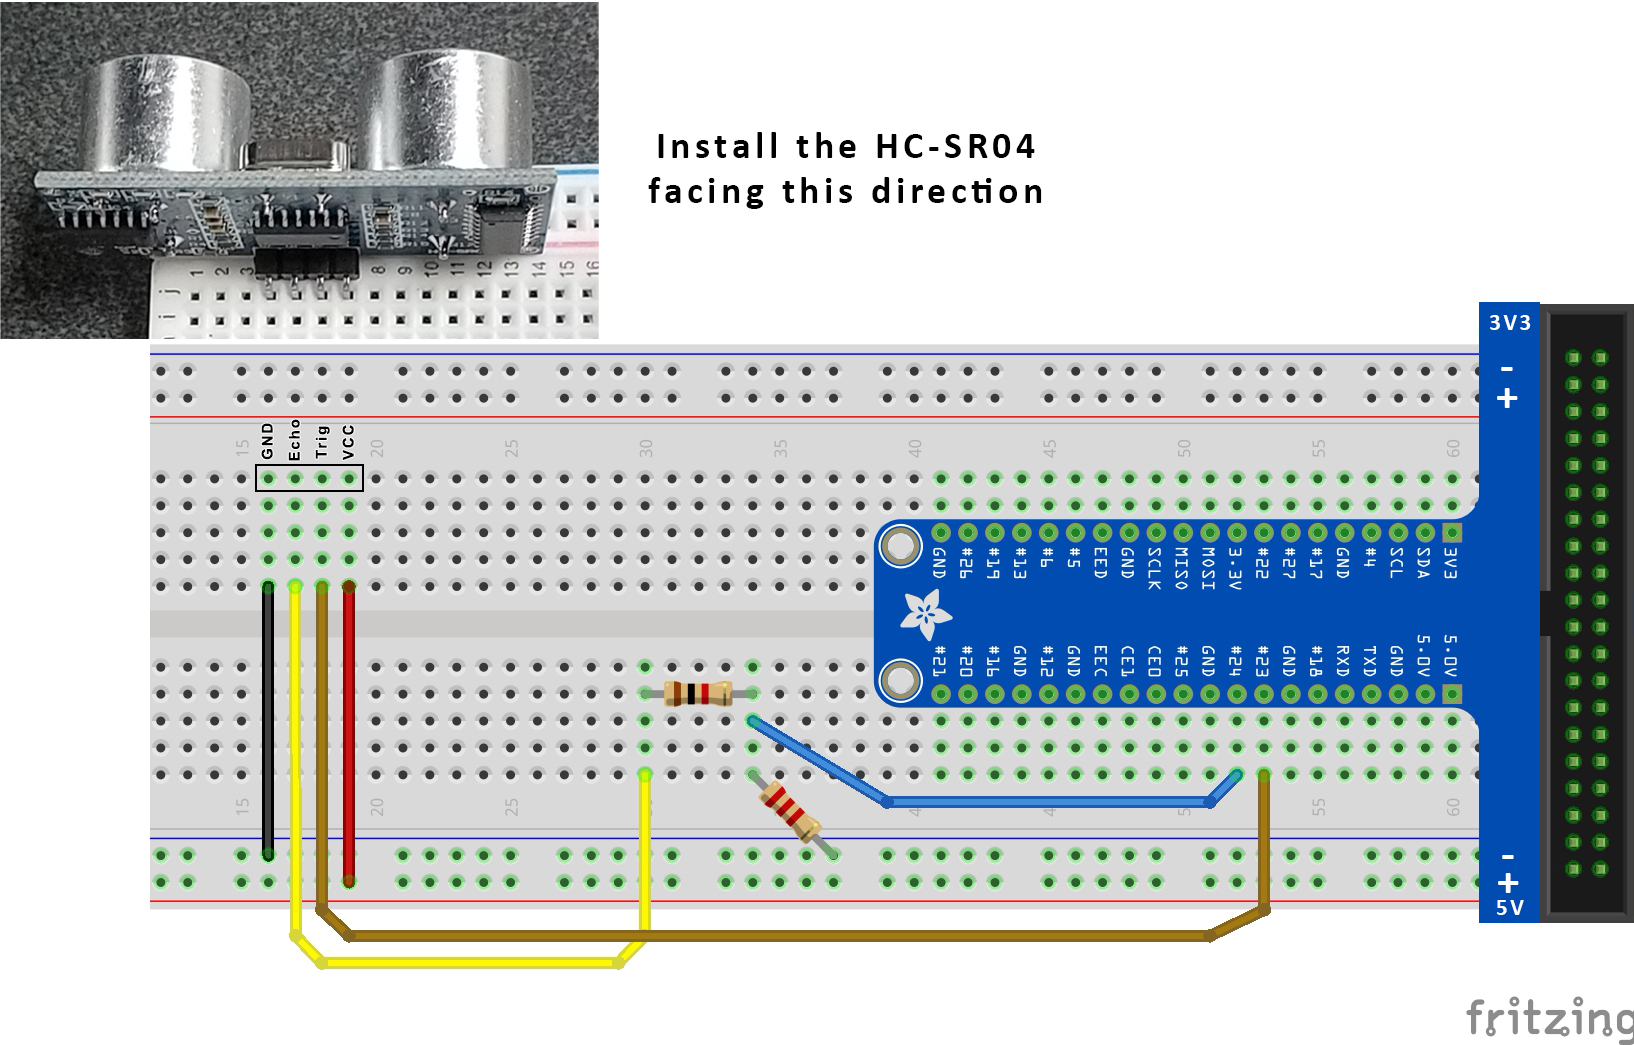 Install the HC-SR04
facing this direction
1 2 3 8 9 10 11 12 13 14 15 16
j
i
3V3
-
+
GND Echo Trig VCC
15 20 25 30 35 40 45 50 55 60
GND #26 #19 #13 #6 #5 EED GND SCLK MISO MOSI 3.3V #22 #27 #17 GND #4 SCL SDA 3V3
#21 #20 #16 GND #12 GND EEC CE1 CE0 #25 GND #24 #23 GND #18 RXD TXD GND 5.0V 5.0V
15 20 25 30 35 4 45 5 55 60
-
+
5V
fritzing